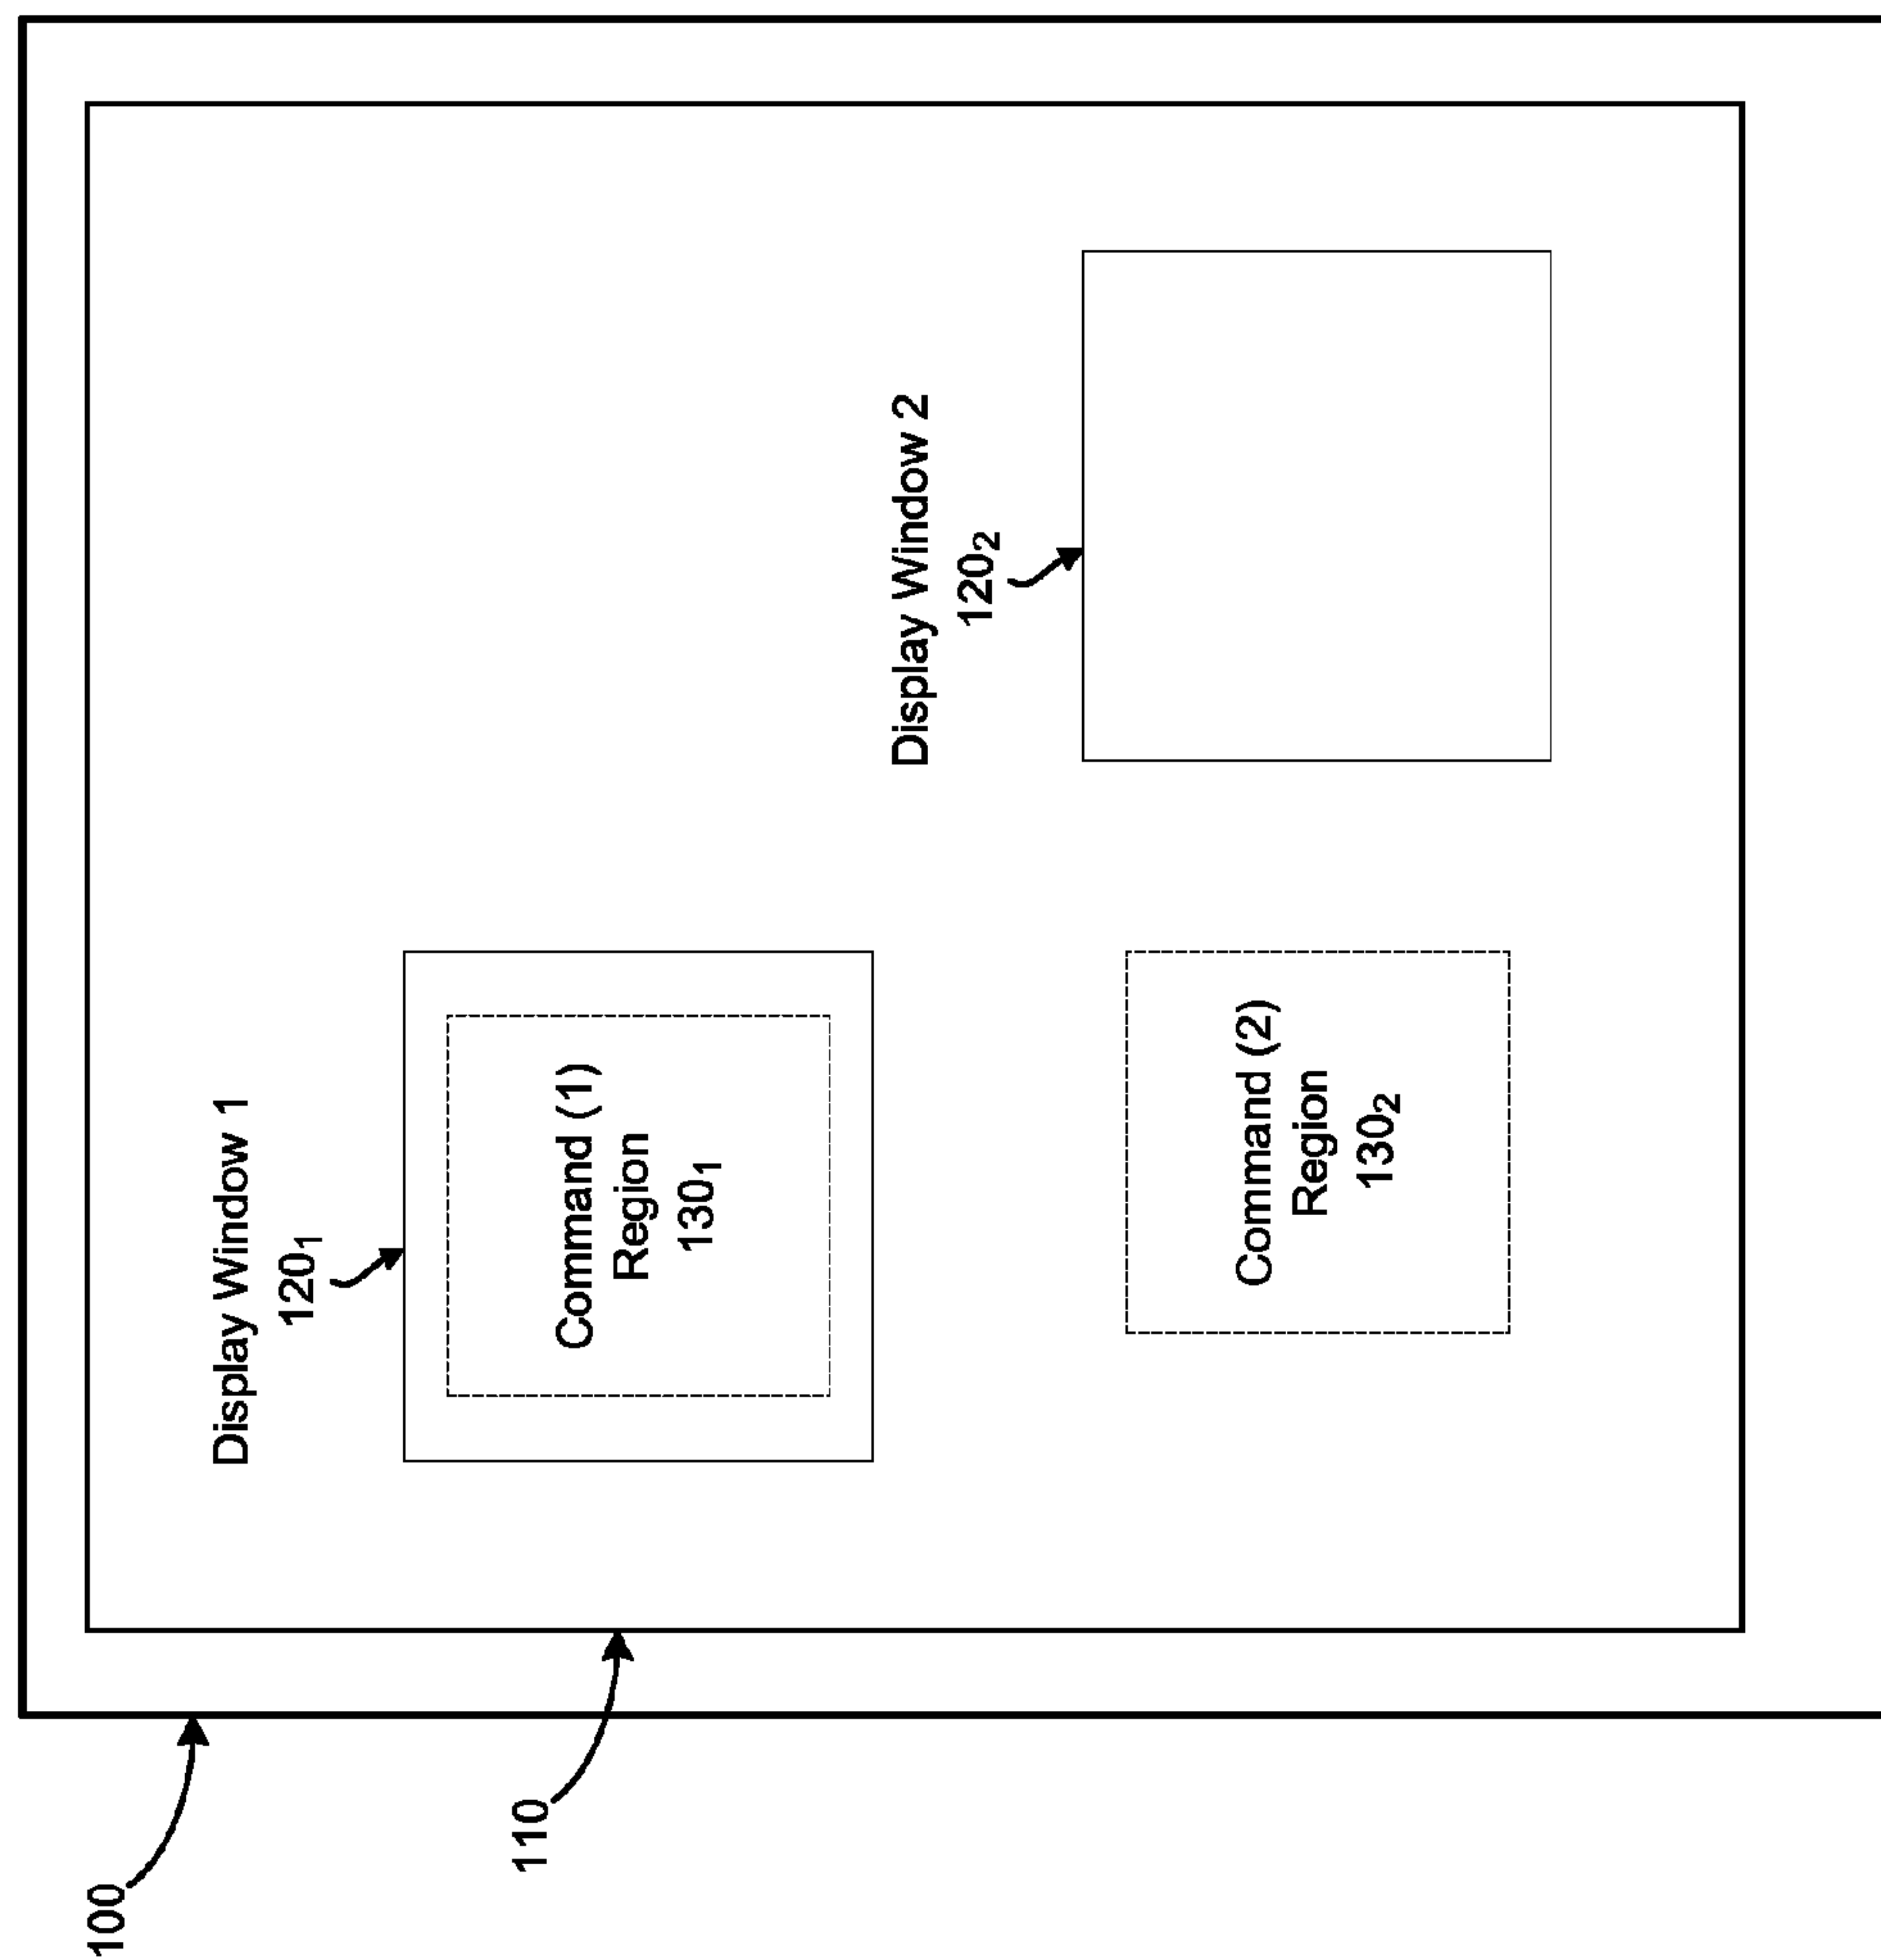 100
110
Display Window 1
120₁
Command (1)
Region
130₁
Display Window 2
120₂
Command (2)
Region
130₂